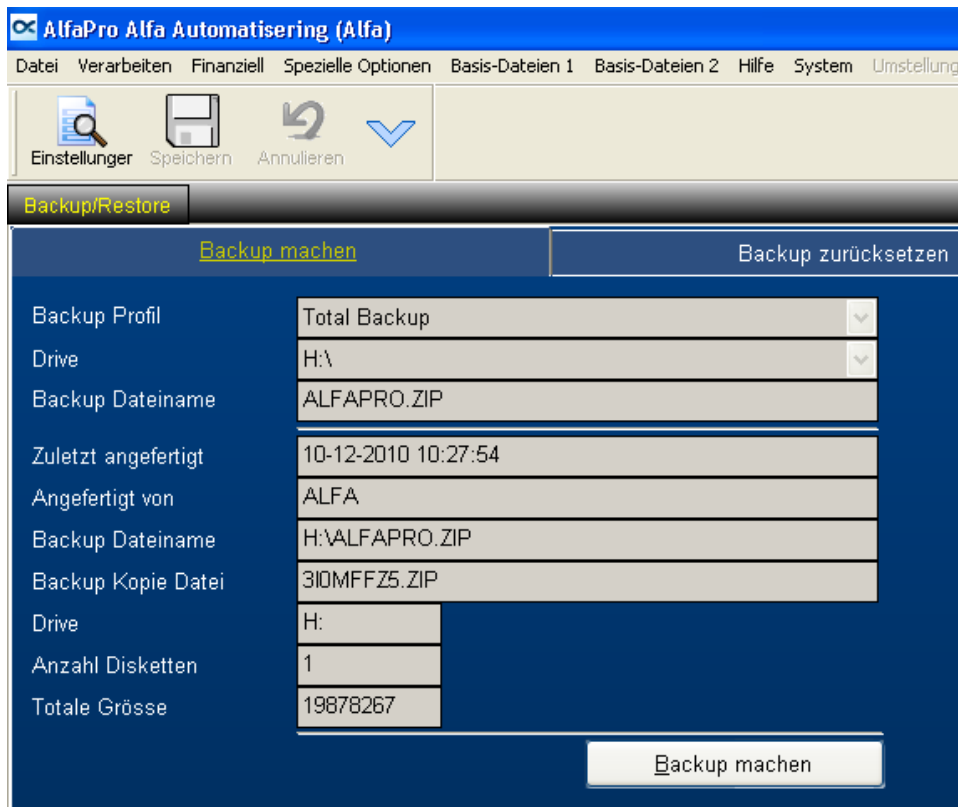 AlfaPro Alfa Automatisering (Alfa)
Datei Verarbeiten Finanziell Spezielle Optionen Basis-Dateien 1 Basis-Dateien 2 Hilfe System Umstellung
Einstellunger Speichern Annulieren
Backup/Restore
Backup machen Backup zurücksetzen
Backup Profil Total Backup
Drive H:\
Backup Dateiname ALFAPRO.ZIP
Zuletzt angefertigt 10-12-2010 10:27:54
Angefertigt von ALFA
Backup Dateiname H:\ALFAPRO.ZIP
Backup Kopie Datei 3I0MFFZ5.ZIP
Drive H:
Anzahl Disketten 1
Totale Grösse 19878267
Backup machen